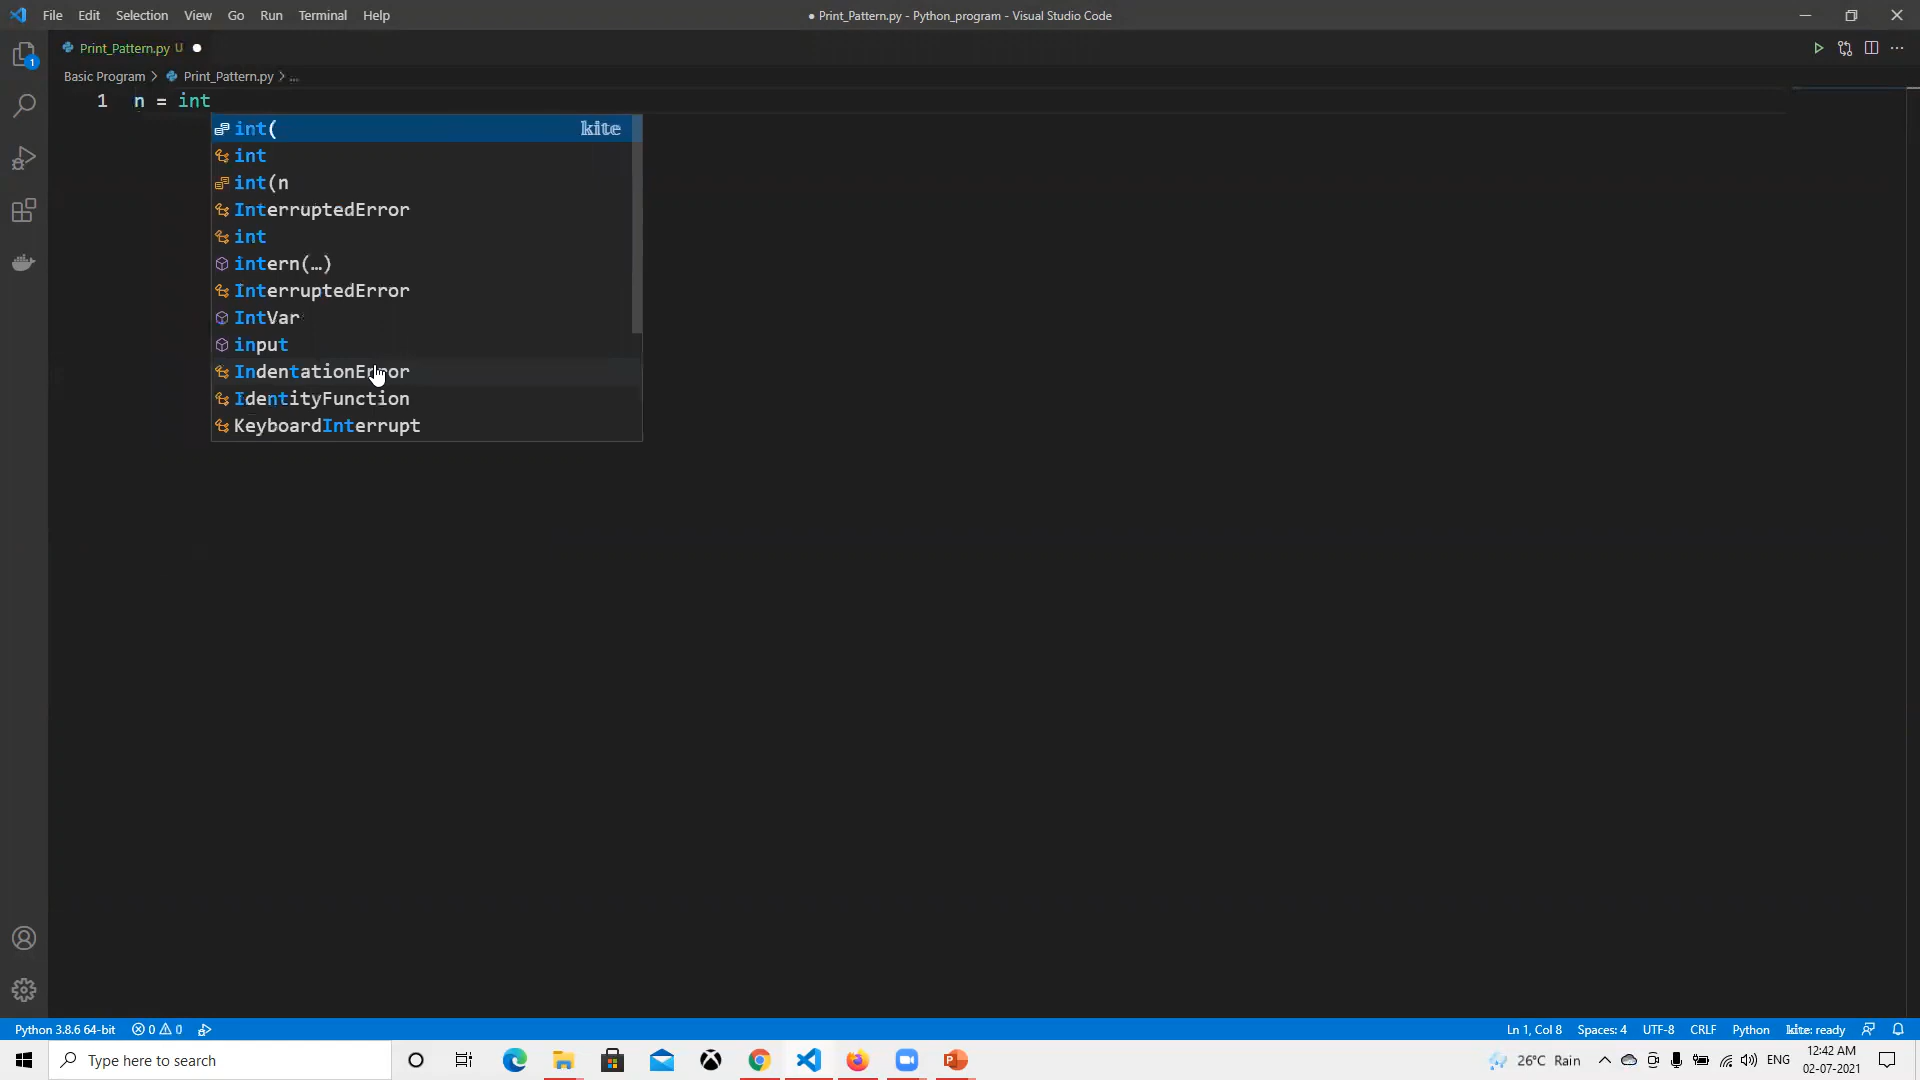 File Edit Selection View Go Run Terminal Help
● Print_Pattern.py - Python_program - Visual Studio Code
Print_Pattern.py U ●
1
Basic Program > Print_Pattern.py > ...
1 n = int
int( kite
int
int(n
InterruptedError
int
intern(…)
InterruptedError
IntVar
input
IndentationError
IdentityFunction
KeyboardInterrupt
Python 3.8.6 64-bit 0 0 Ln 1, Col 8 Spaces: 4 UTF-8 CRLF Python kite: ready
Type here to search 26°C Rain ENG 12:42 AM
02-07-2021